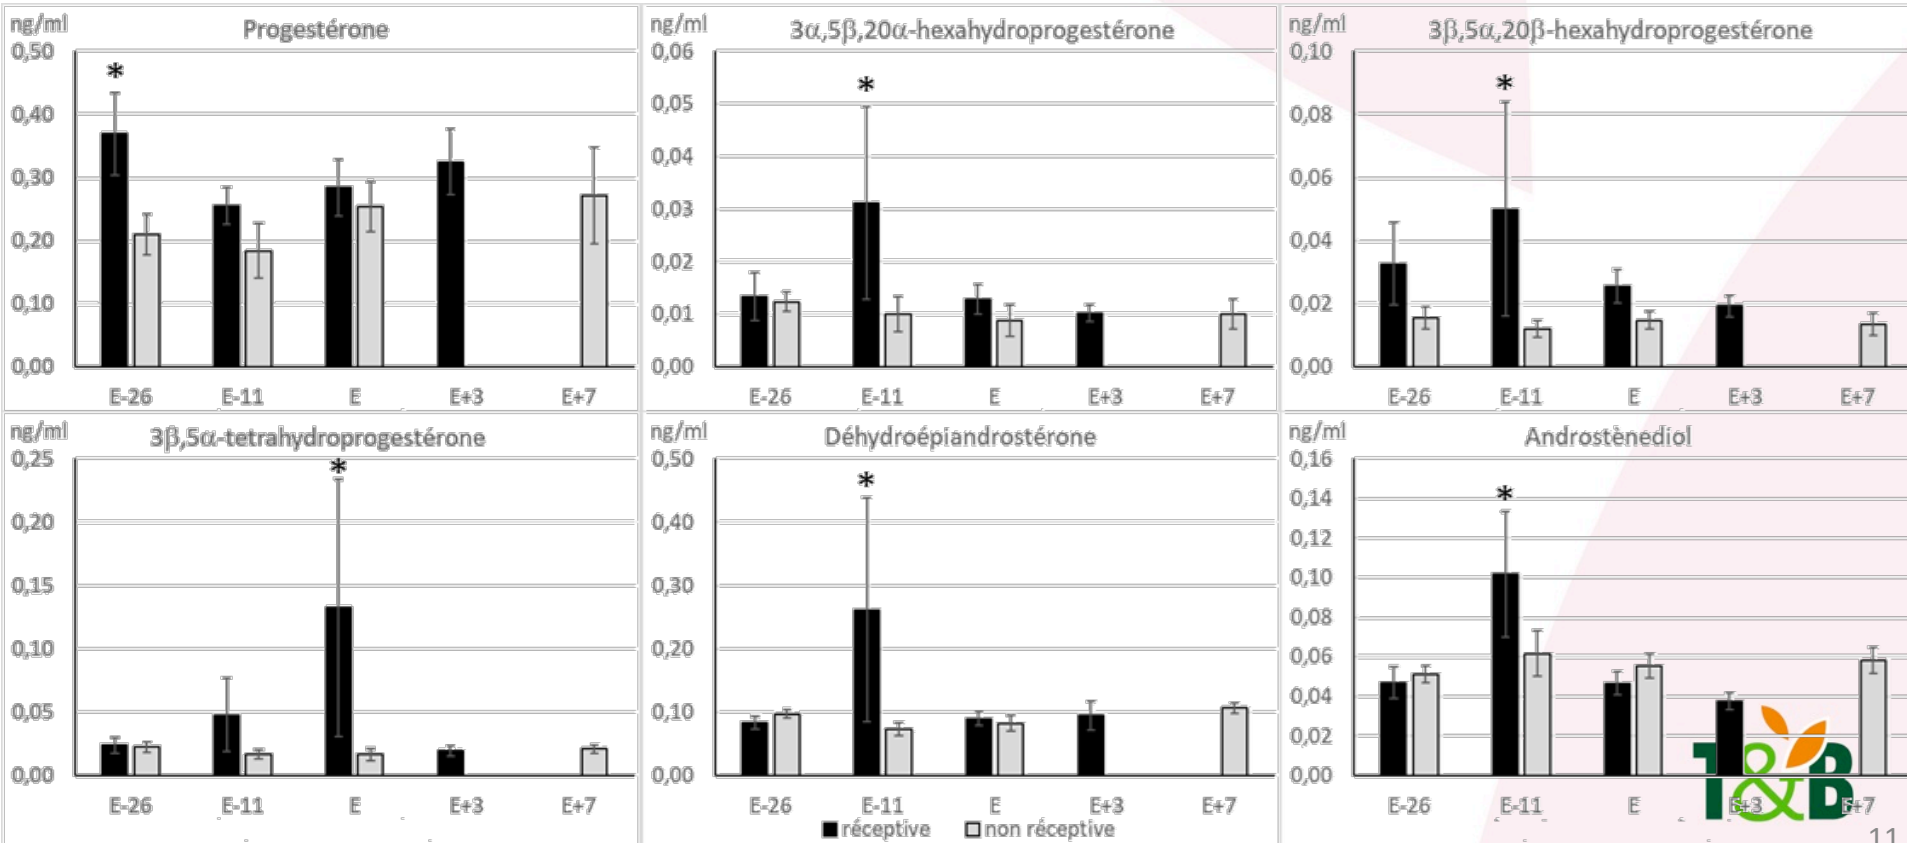 ng/ml Progestérone
0,50
0,40
0,30
0,20
0,10
0,00
E-26 E-11 E E+3 E+7
ng/ml 3α,5β,20α-hexahydroprogestérone
0,06
0,05
0,04
0,03
0,02
0,01
0,00
E-26 E-11 E E+3 E+7
ng/ml 3β,5α,20β-hexahydroprogestérone
0,10
0,08
0,06
0,04
0,02
0,00
E-26 E-11 E E+3 E+7
ng/ml 3β,5α-tetrahydroprogestérone
0,25
0,20
0,15
0,10
0,05
0,00
E-26 E-11 E E+3 E+7
ng/ml Déhydroépiandrostérone
0,50
0,40
0,30
0,20
0,10
0,00
E-26 E-11 E E+3 E+7
ng/ml Androstènediol
0,16
0,14
0,12
0,10
0,08
0,06
0,04
0,02
0,00
E-26 E-11 E E+3 E+7
réceptive non réceptive
T&B
11